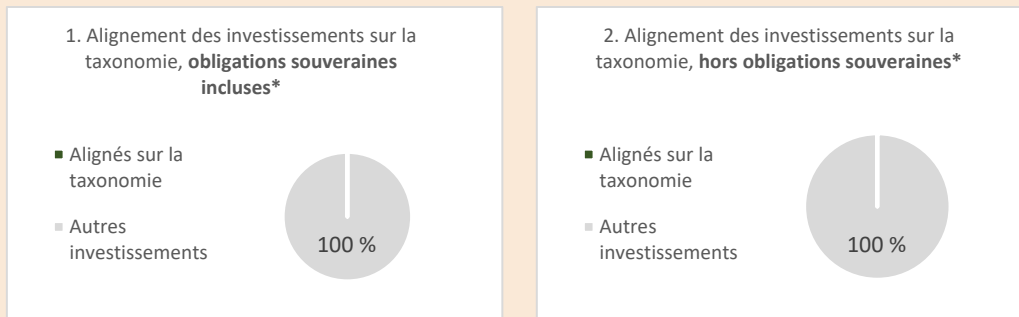 1. Alignement des investissements sur la
taxonomie, obligations souveraines
incluses*
Alignés sur la
taxonomie
Autres
investissements
100 %
2. Alignement des investissements sur la
taxonomie, hors obligations souveraines*
Alignés sur la
taxonomie
Autres
investissements
100 %